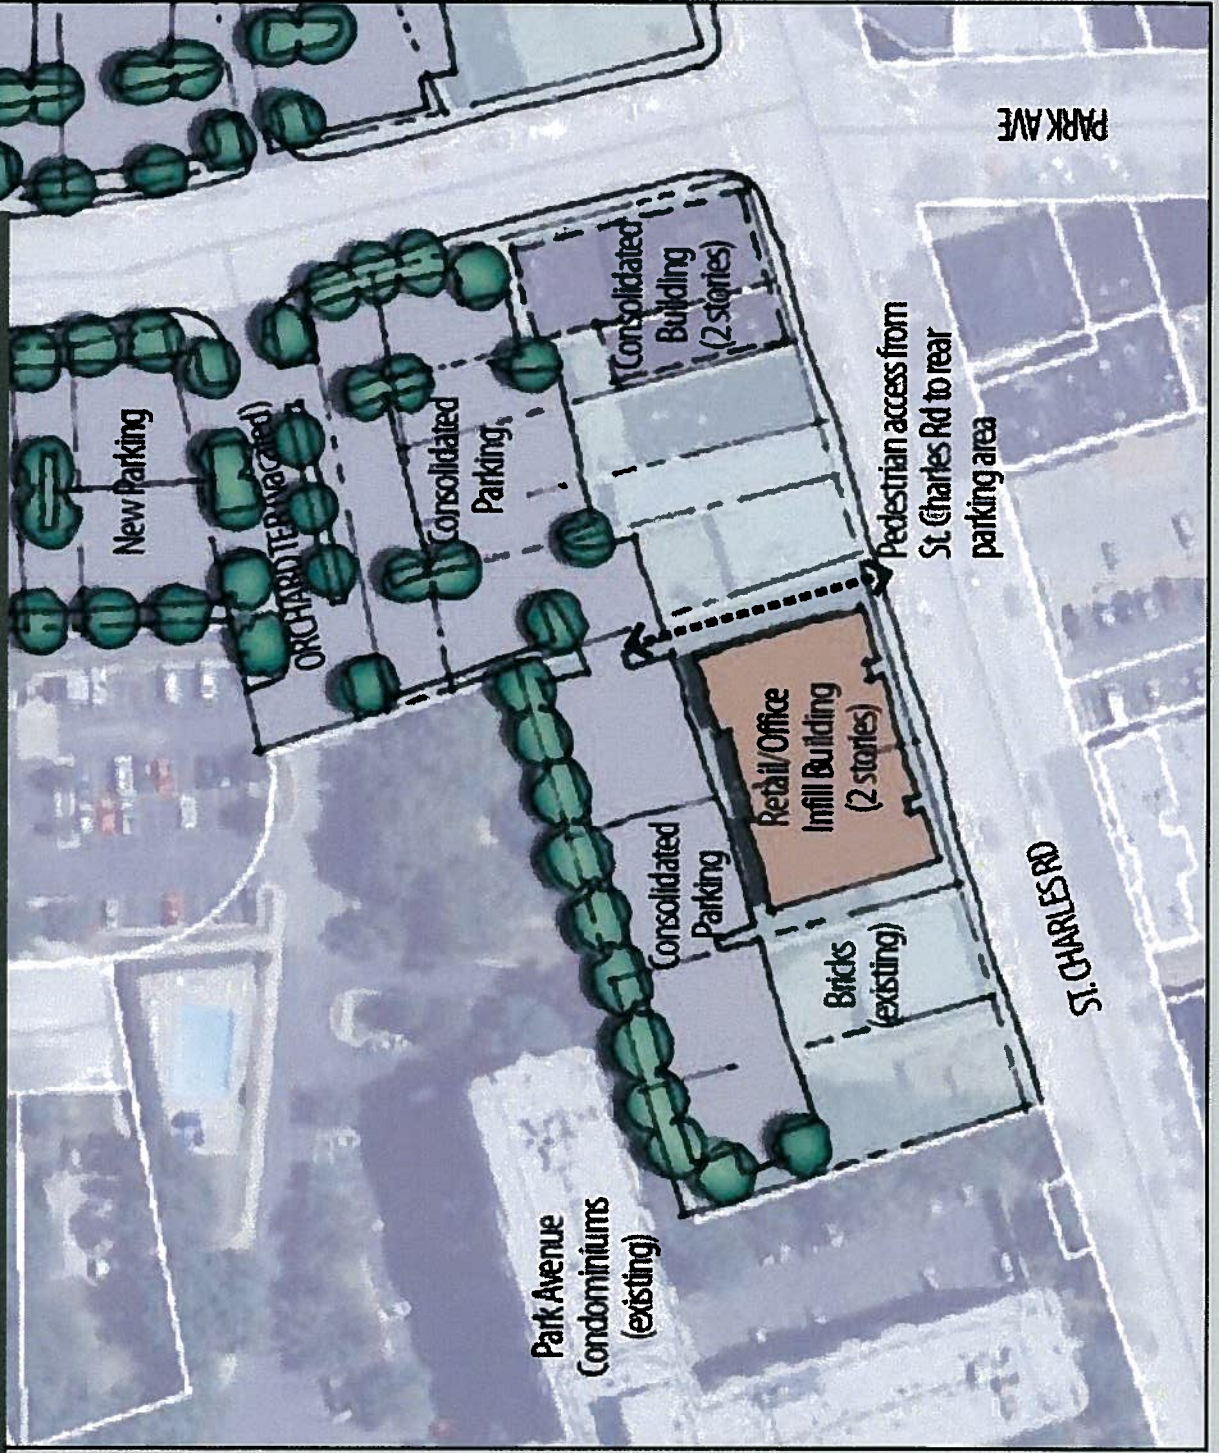 PARK AVE
New Parking
ORCHARD TER (vacated)
Consolidated
Parking
Consolidated
Building
(2 stories)
Pedestrian access from
St. Charles Rd to rear
parking area
Retail/Office
Infill Building
(2 stories)
Consolidated
Parking
Bricks
(existing)
ST. CHARLES RD
Park Avenue
Condominiums
(existing)